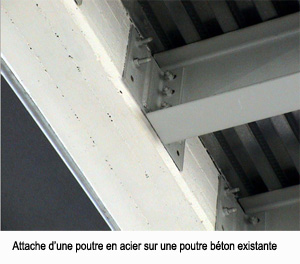 Attache d'une poutre en acier sur une poutre béton existante